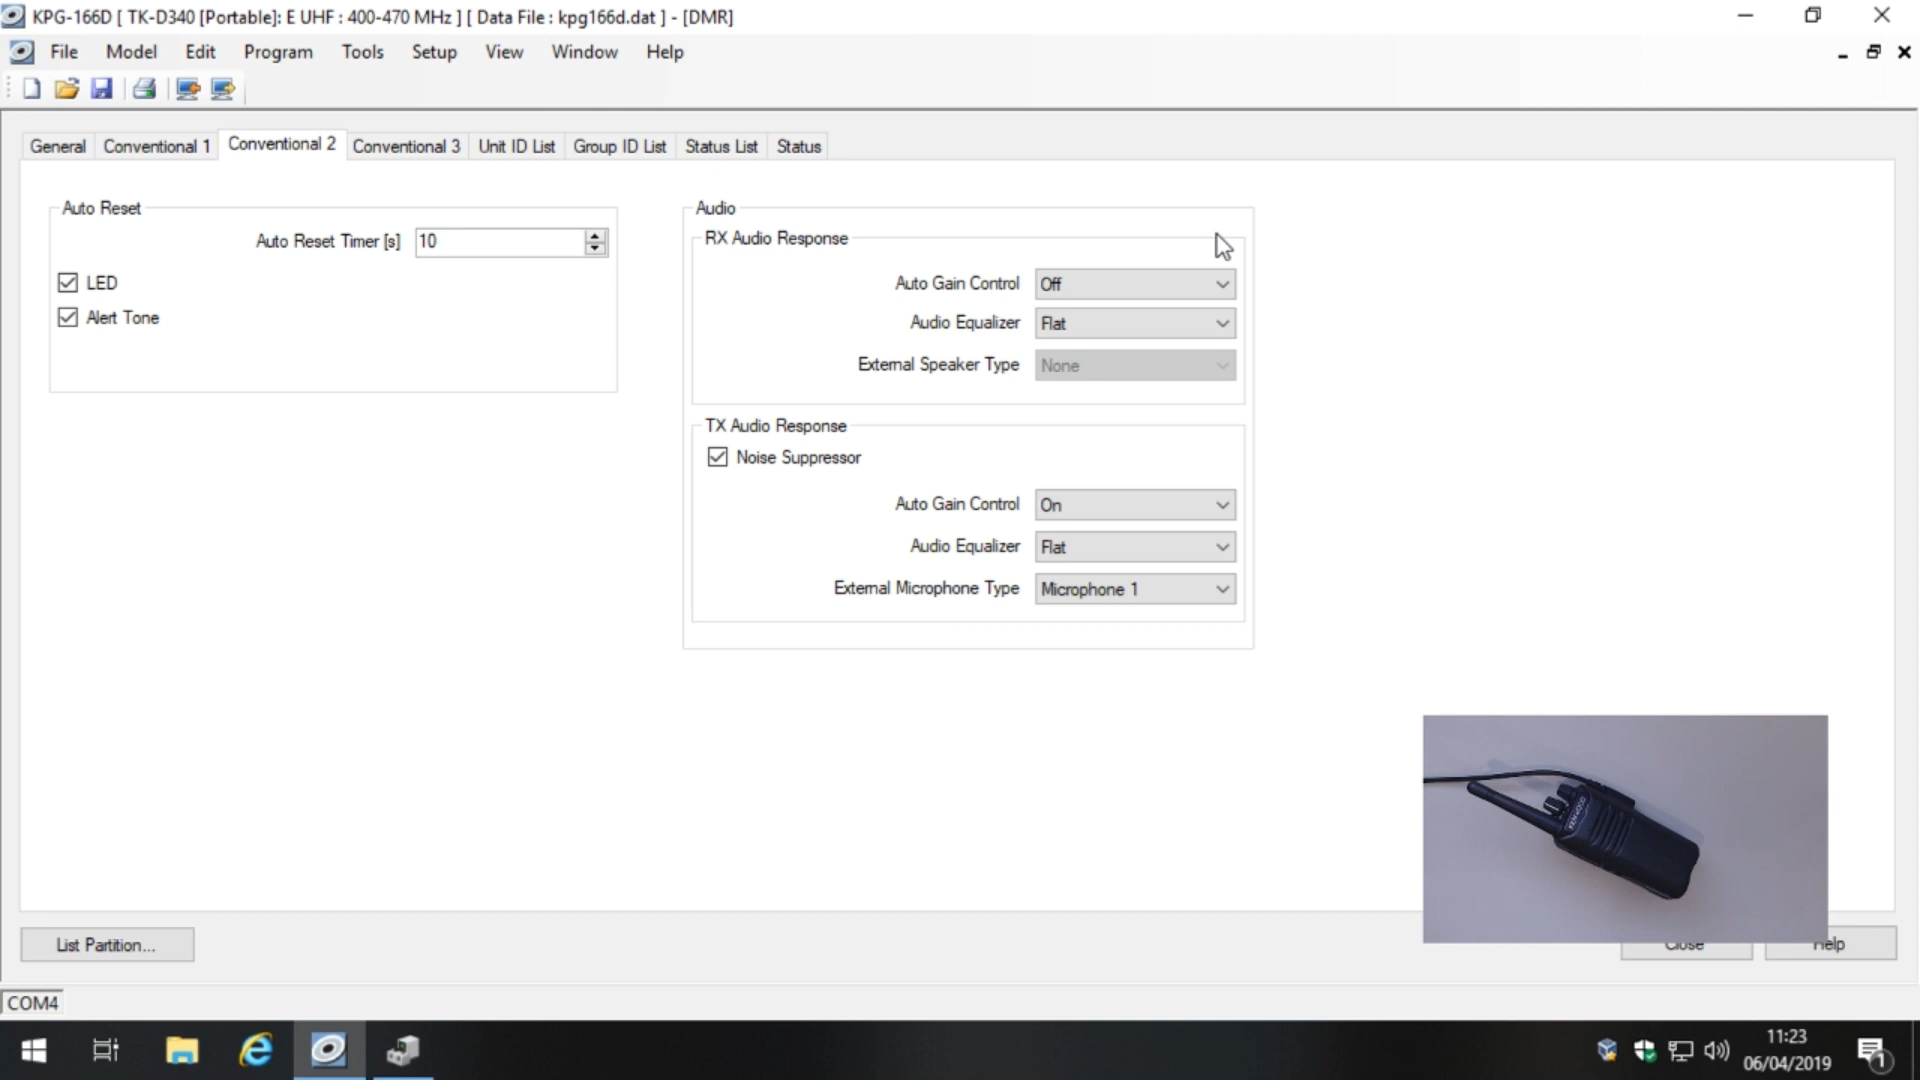 KPG-166D [ TK-D340 [Portable]: E UHF : 400-470 MHz ] [ Data File : kpg166d.dat ] - [DMR]
File Model Edit Program Tools Setup View Window Help
General Conventional 1 Conventional 2 Conventional 3 Unit ID List Group ID List Status List Status
Auto Reset
Auto Reset Timer [s] 10
LED
Alert Tone
Audio
RX Audio Response
Auto Gain Control Off
Audio Equalizer Flat
External Speaker Type None
TX Audio Response
Noise Suppressor
Auto Gain Control On
Audio Equalizer Flat
External Microphone Type Microphone 1
KENWOOD
List Partition... Close Help
COM4
11:23
06/04/2019
1